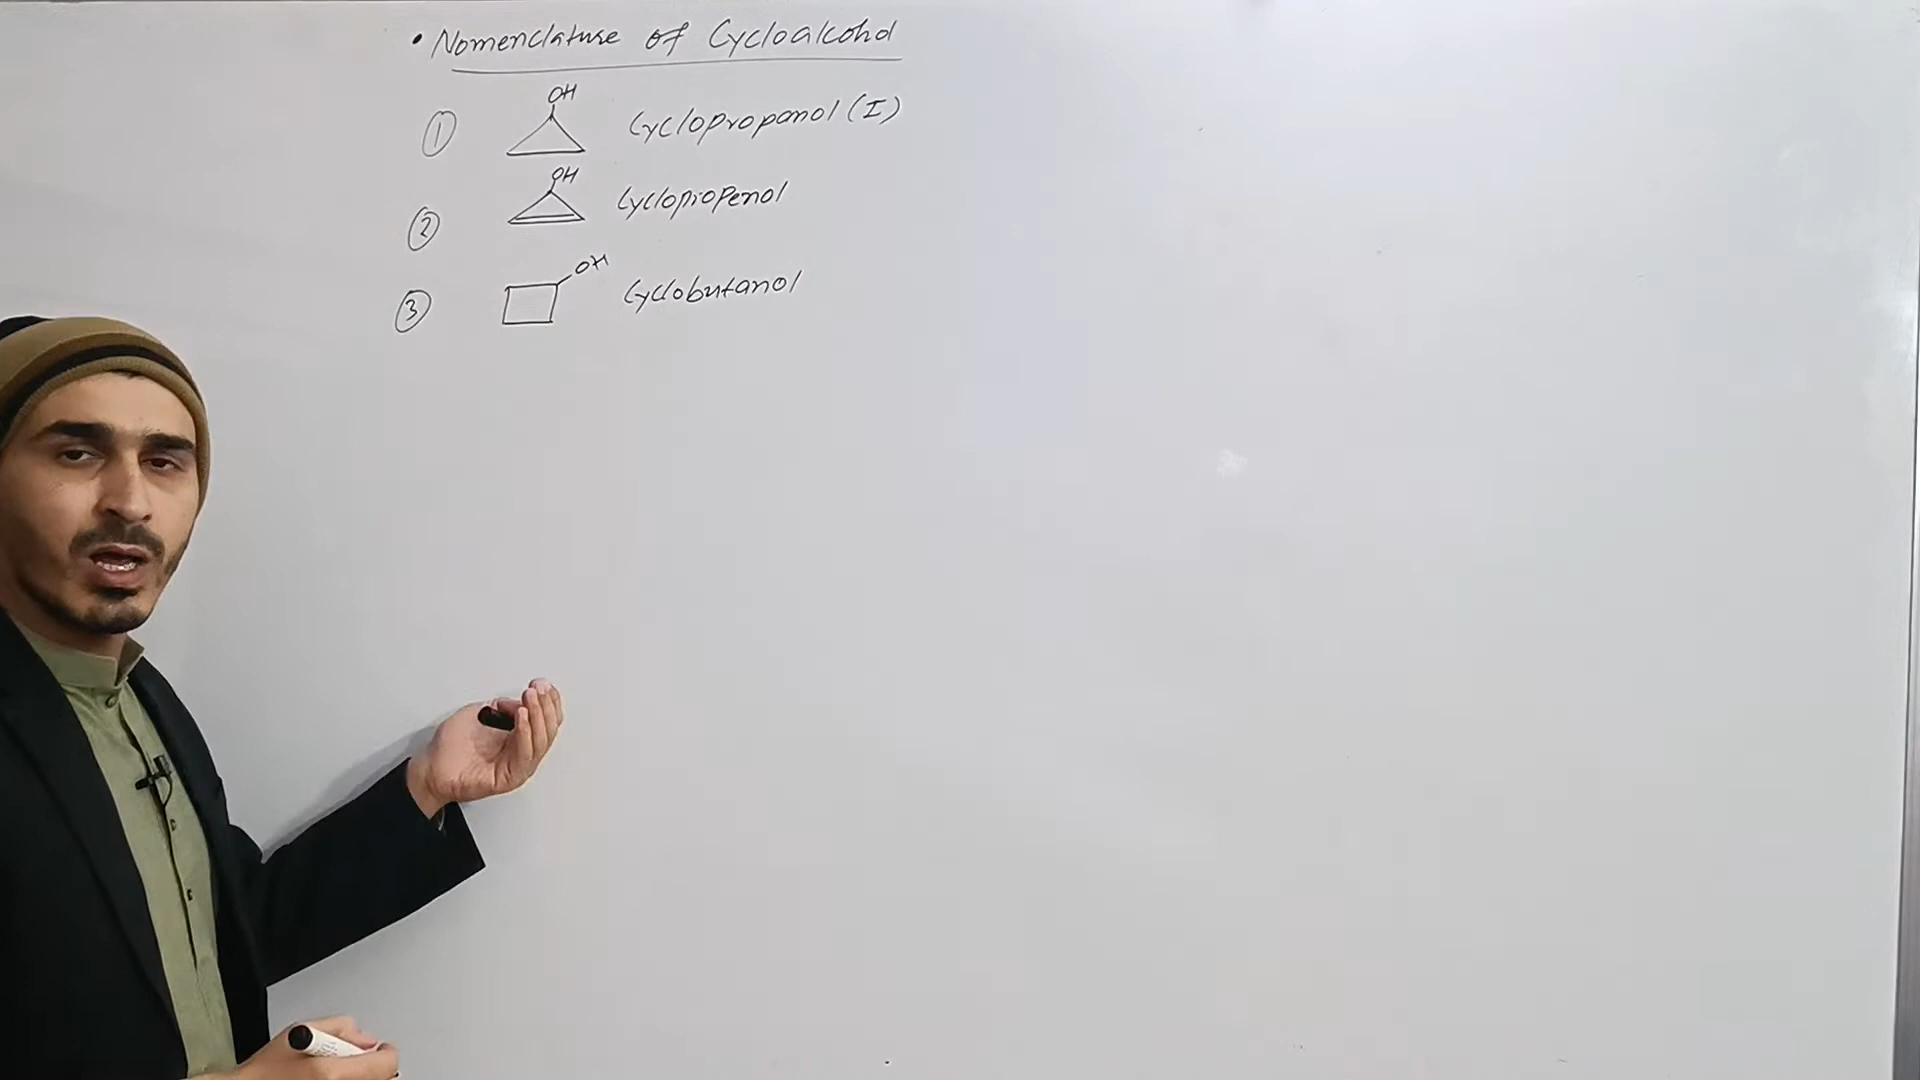 • Nomenclature of Cycloalcohol
OH
① Cyclopropanol (I)
OH
② Cyclopropenol
OH
③ Cyclobutanol